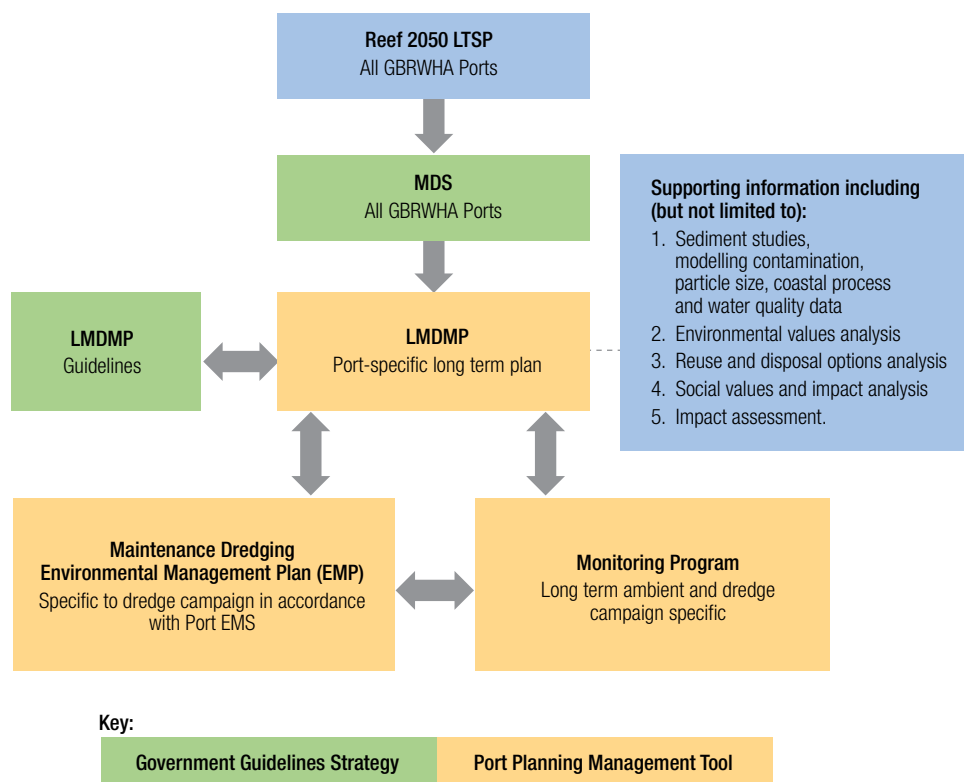 Reef 2050 LTSP
All GBRWHA Ports
MDS
All GBRWHA Ports
Supporting information including
(but not limited to):
1. Sediment studies,
modelling contamination,
particle size, coastal process
and water quality data
2. Environmental values analysis
3. Reuse and disposal options analysis
4. Social values and impact analysis
5. Impact assessment.
LMDMP
Guidelines
LMDMP
Port-specific long term plan
Maintenance Dredging
Environmental Management Plan (EMP)
Specific to dredge campaign in accordance
with Port EMS
Monitoring Program
Long term ambient and dredge
campaign specific
Key:
Government Guidelines Strategy
Port Planning Management Tool